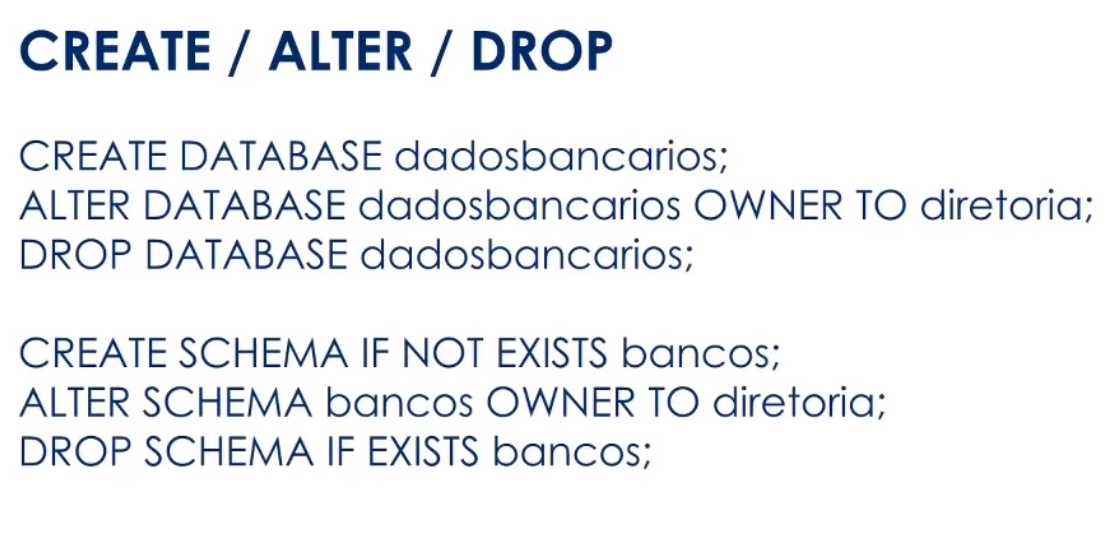 CREATE / ALTER / DROP
CREATE DATABASE dadosbancarios;
ALTER DATABASE dadosbancarios OWNER TO diretoria;
DROP DATABASE dadosbancarios;
CREATE SCHEMA IF NOT EXISTS bancos;
ALTER SCHEMA bancos OWNER TO diretoria;
DROP SCHEMA IF EXISTS bancos;